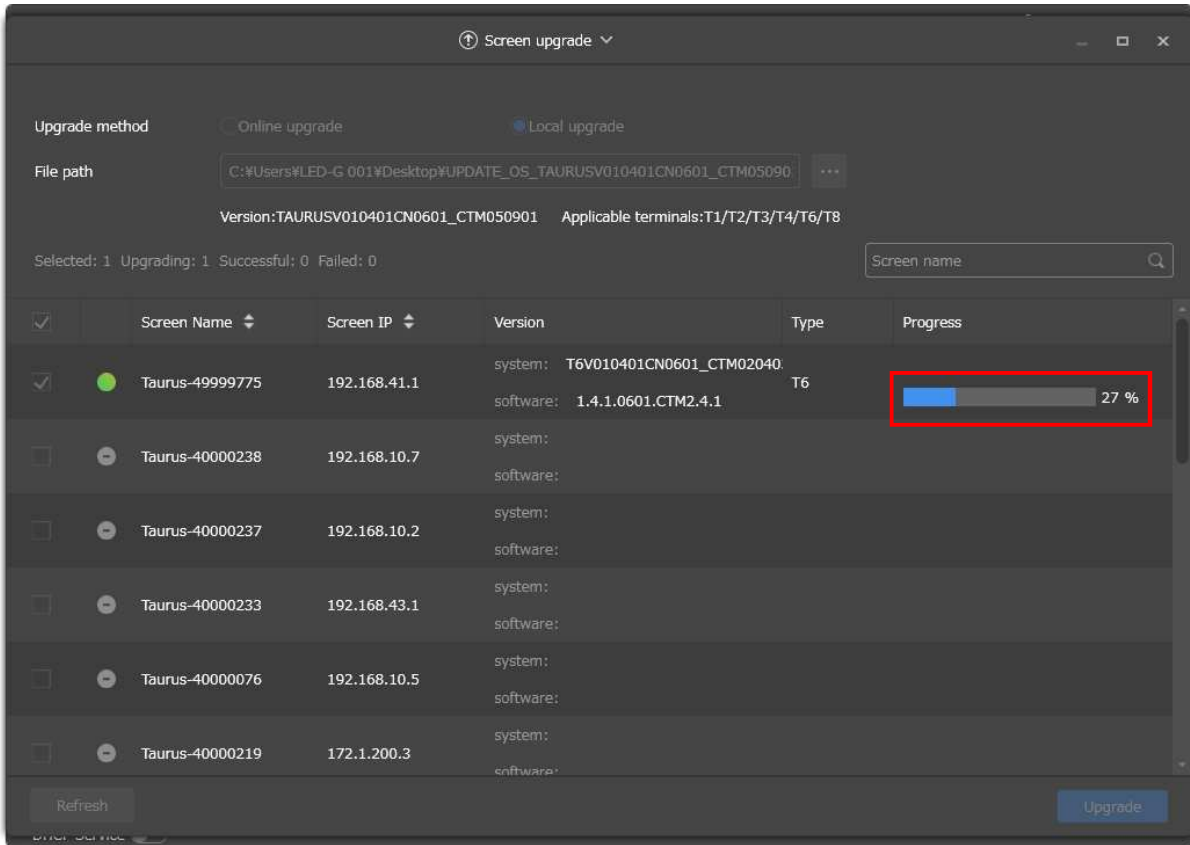 Screen upgrade
Upgrade method Online upgrade Local upgrade
File path C:¥Users¥LED-G 001¥Desktop¥UPDATE_OS_TAURUSV010401CN0601_CTM05090 ...
Version:TAURUSV010401CN0601_CTM050901 Applicable terminals:T1/T2/T3/T4/T6/T8
Selected: 1 Upgrading: 1 Successful: 0 Failed: 0 Screen name
Screen Name Screen IP Version Type Progress
system: T6V010401CN0601_CTM02040
Taurus-49999775 192.168.41.1 T6
software: 1.4.1.0601.CTM2.4.1 27 %
system:
Taurus-40000238 192.168.10.7
software:
system:
Taurus-40000237 192.168.10.2
software:
system:
Taurus-40000233 192.168.43.1
software:
system:
Taurus-40000076 192.168.10.5
software:
system:
Taurus-40000219 172.1.200.3
software:
Refresh Upgrade